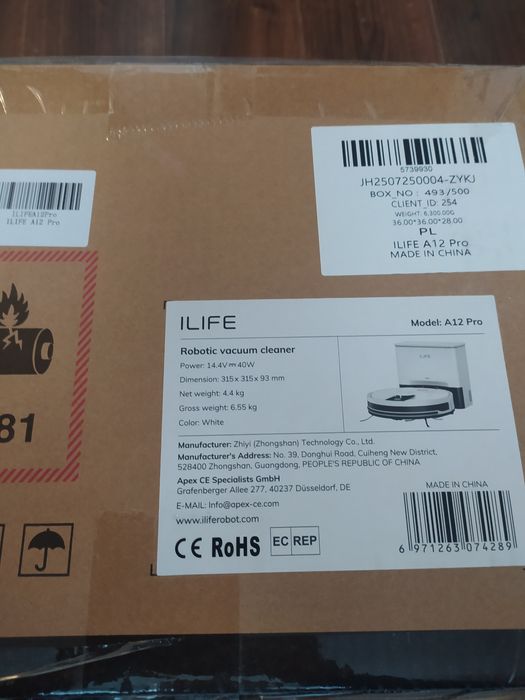 5739930
JH2507250004-ZYKJ
BOX_NO : 493/500
CLIENT_ID: 254
WEIGHT: 6,300.00G
36.00*36.00*28.00
PL
ILIFE A12 Pro
MADE IN CHINA
ILIFEA12Pro
ILIFE A12 Pro
81
ILIFE
Model: A12 Pro
Robotic vacuum cleaner
Power: 14.4V⎓40W
Dimension: 315x 315x 93 mm
Net weight: 4.4 kg
Gross weight: 6.55 kg
Color: White
ILIFE
Manufacturer: Zhiyi (Zhongshan) Technology Co., Ltd.
Manufacturer's Address: No. 39, Donghui Road, Cuiheng New District,
528400 Zhongshan, Guangdong, PEOPLE'S REPUBLIC OF CHINA
Apex CE Specialists GmbH
Grafenberger Allee 277, 40237 Düsseldorf, DE
E-MAIL: Info@apex-ce.com
www.iliferobot.com
CE RoHS EC REP
MADE IN CHINA
6 971263 074289